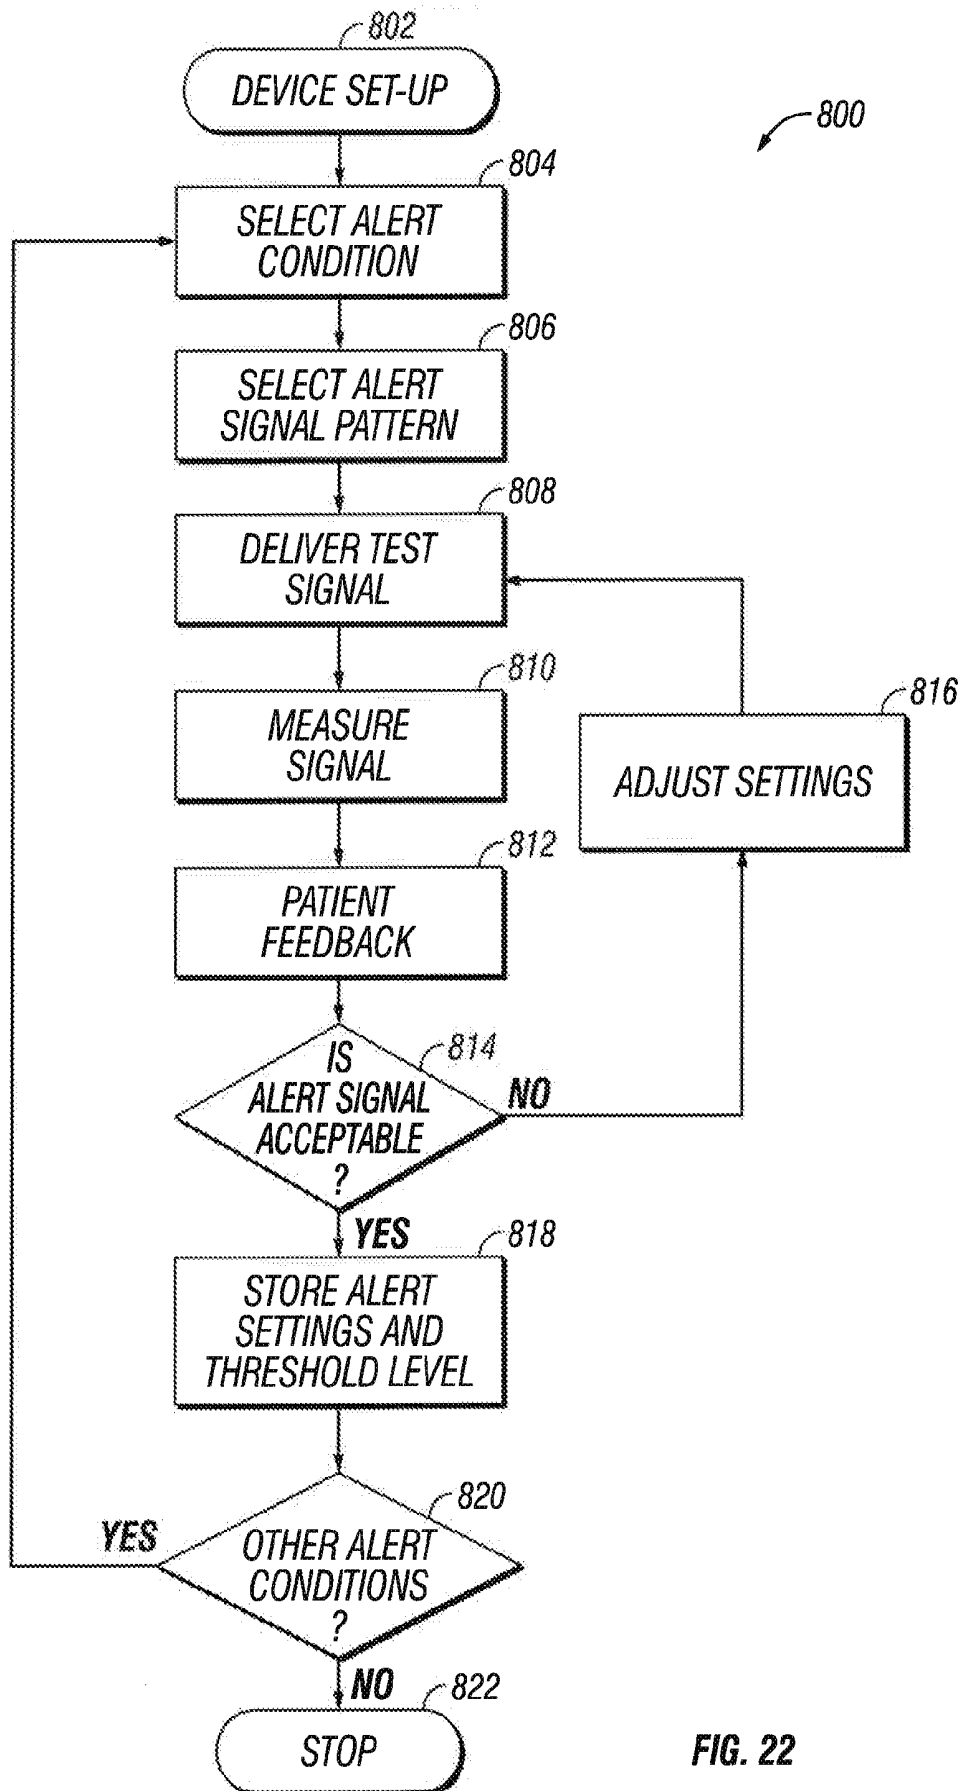 802
DEVICE SET-UP
800
804
SELECT ALERT
CONDITION
806
SELECT ALERT
SIGNAL PATTERN
808
DELIVER TEST
SIGNAL
810
MEASURE
SIGNAL
816
ADJUST SETTINGS
812
PATIENT
FEEDBACK
814
IS
ALERT SIGNAL
ACCEPTABLE
?
NO
YES
818
STORE ALERT
SETTINGS AND
THRESHOLD LEVEL
820
YES
OTHER ALERT
CONDITIONS
?
NO
822
STOP
FIG. 22